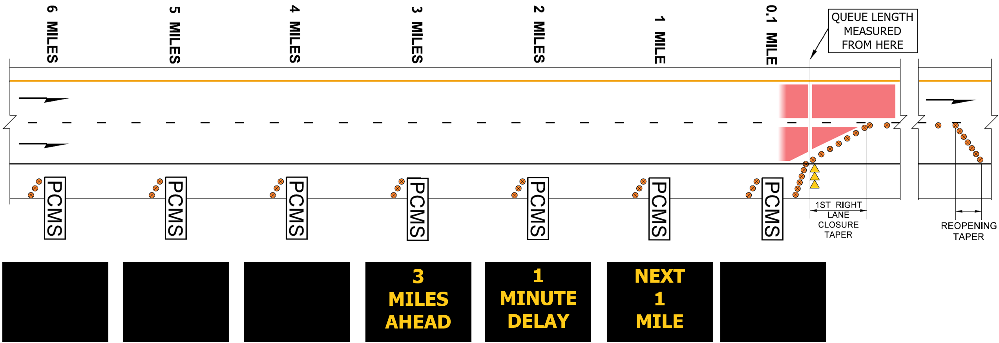 6 MILES
5 MILES
4 MILES
3 MILES
2 MILES
1 MILE
0.1 MILE
QUEUE LENGTH
MEASURED
FROM HERE
PCMS
PCMS
PCMS
PCMS
PCMS
PCMS
PCMS
1ST RIGHT
LANE
CLOSURE
TAPER
REOPENING
TAPER
3
MILES
AHEAD
1
MINUTE
DELAY
NEXT
1
MILE